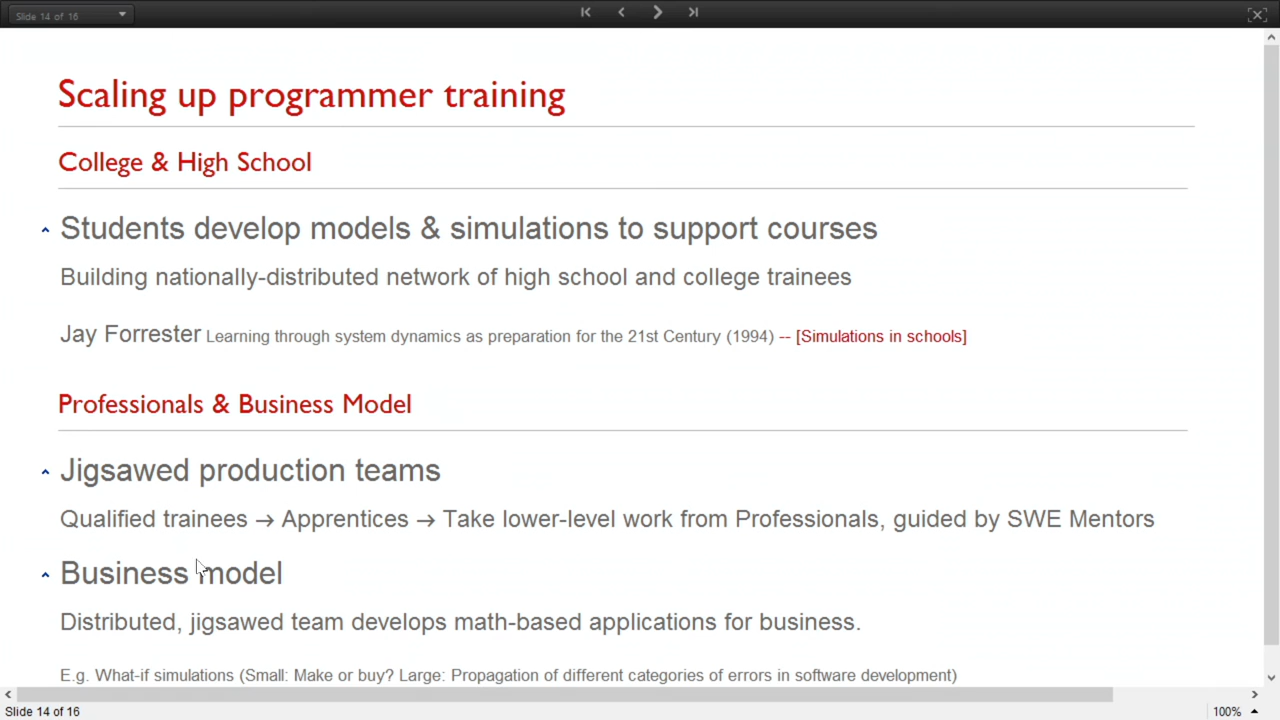 Slide 14 of 16
Scaling up programmer training
College & High School
Students develop models & simulations to support courses
Building nationally-distributed network of high school and college trainees
Jay Forrester Learning through system dynamics as preparation for the 21st Century (1994) -- [Simulations in schools]
Professionals & Business Model
Jigsawed production teams
Qualified trainees → Apprentices → Take lower-level work from Professionals, guided by SWE Mentors
Business model
Distributed, jigsawed team develops math-based applications for business.
E.g. What-if simulations (Small: Make or buy? Large: Propagation of different categories of errors in software development)
Slide 14 of 16
100%